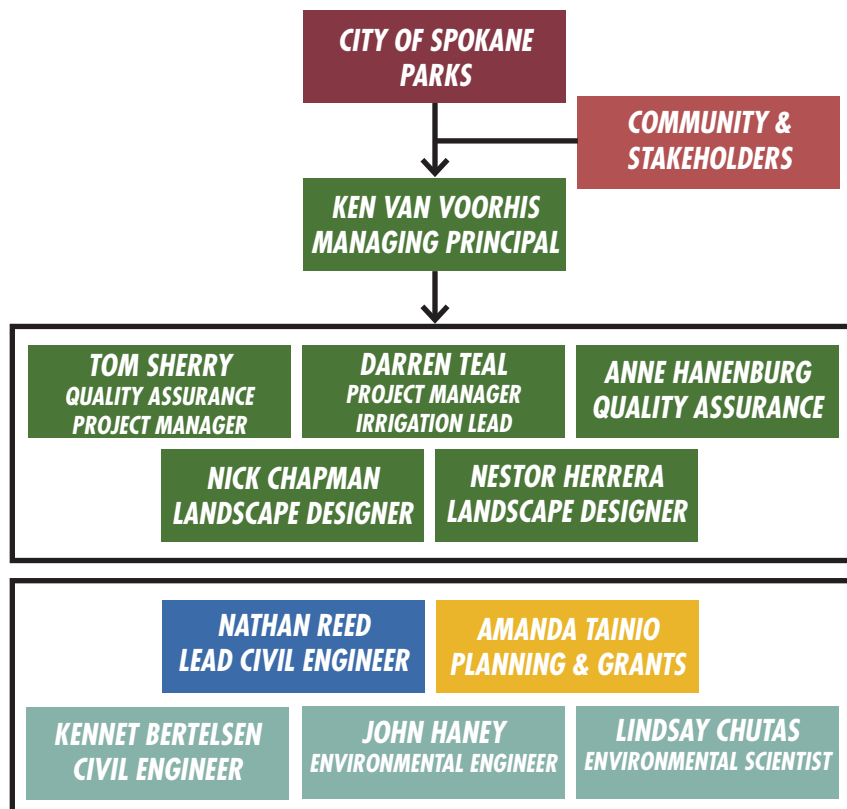 CITY OF SPOKANE
PARKS
COMMUNITY &
STAKEHOLDERS
KEN VAN VOORHIS
MANAGING PRINCIPAL
TOM SHERRY
QUALITY ASSURANCE
PROJECT MANAGER
DARREN TEAL
PROJECT MANAGER
IRRIGATION LEAD
ANNE HANENBURG
QUALITY ASSURANCE
NICK CHAPMAN
LANDSCAPE DESIGNER
NESTOR HERRERA
LANDSCAPE DESIGNER
NATHAN REED
LEAD CIVIL ENGINEER
AMANDA TAINIO
PLANNING & GRANTS
KENNET BERTELSEN
CIVIL ENGINEER
JOHN HANEY
ENVIRONMENTAL ENGINEER
LINDSAY CHUTAS
ENVIRONMENTAL SCIENTIST